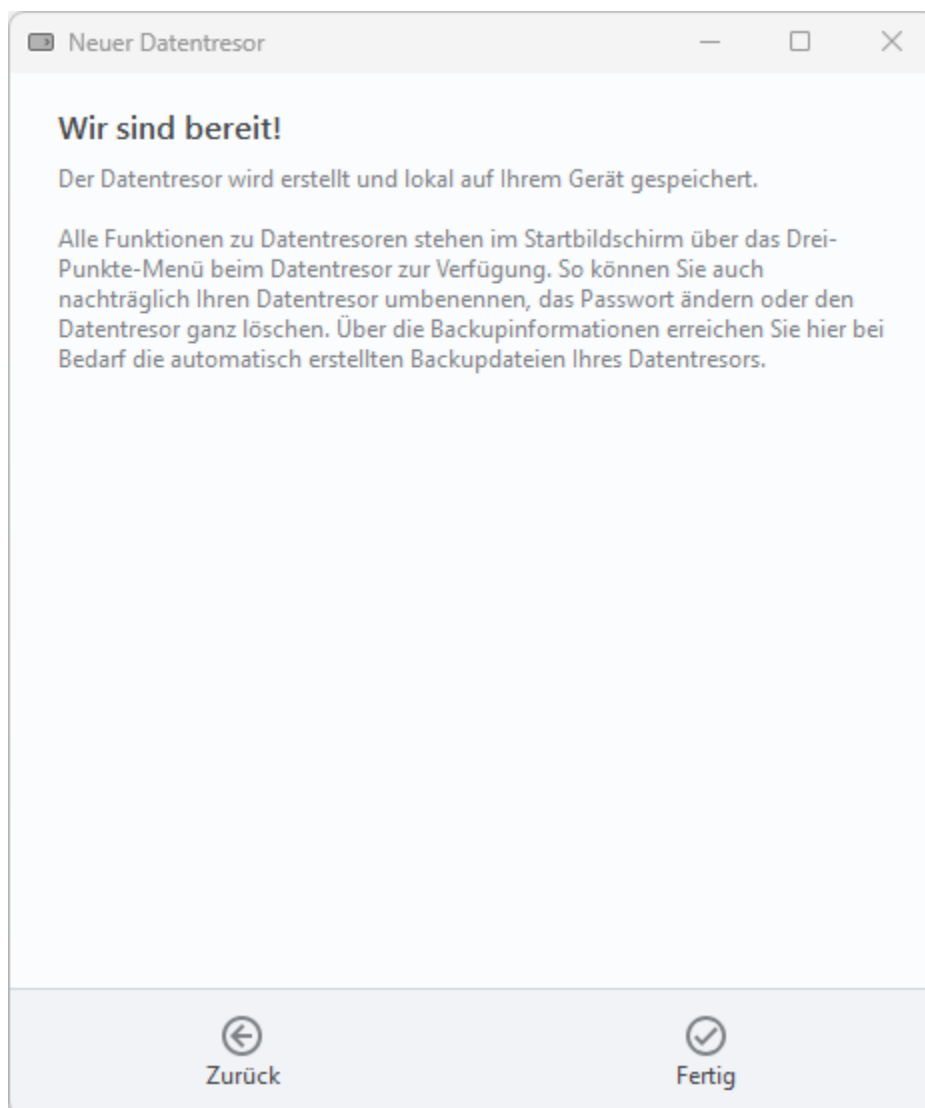 Neuer Datentresor
Wir sind bereit!
Der Datentresor wird erstellt und lokal auf Ihrem Gerät gespeichert.
Alle Funktionen zu Datentresoren stehen im Startbildschirm über das Drei-
Punkte-Menü beim Datentresor zur Verfügung. So können Sie auch
nachträglich Ihren Datentresor umbenennen, das Passwort ändern oder den
Datentresor ganz löschen. Über die Backupinformationen erreichen Sie hier bei
Bedarf die automatisch erstellten Backupdateien Ihres Datentresors.
Zurück
Fertig